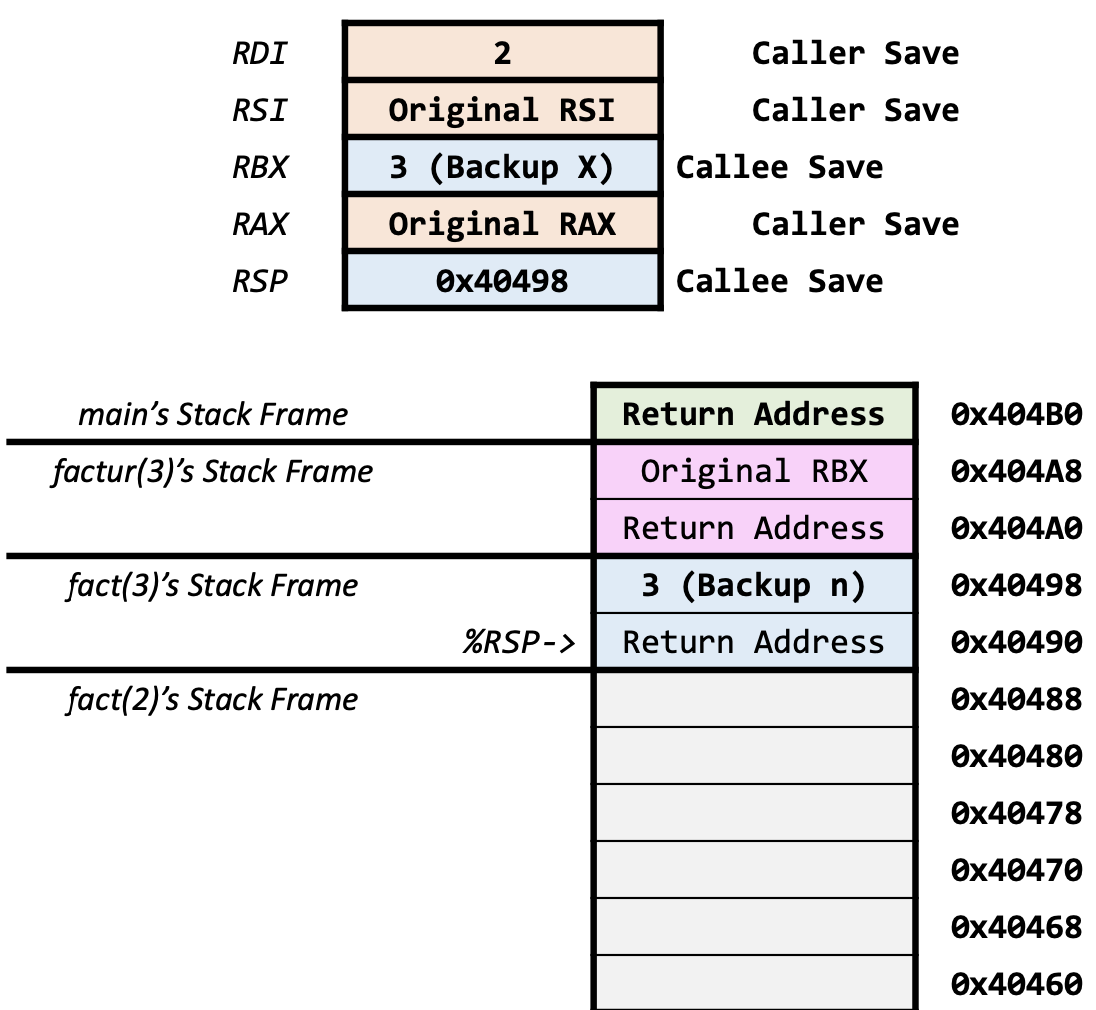 RDI 2 Caller Save
RSI Original RSI Caller Save
RBX 3 (Backup X) Callee Save
RAX Original RAX Caller Save
RSP 0x40498 Callee Save
main’s Stack Frame Return Address 0x404B0
factur(3)’s Stack Frame Original RBX 0x404A8
Return Address 0x404A0
fact(3)’s Stack Frame 3 (Backup n) 0x40498
%RSP-> Return Address 0x40490
fact(2)’s Stack Frame 0x40488
0x40480
0x40478
0x40470
0x40468
0x40460